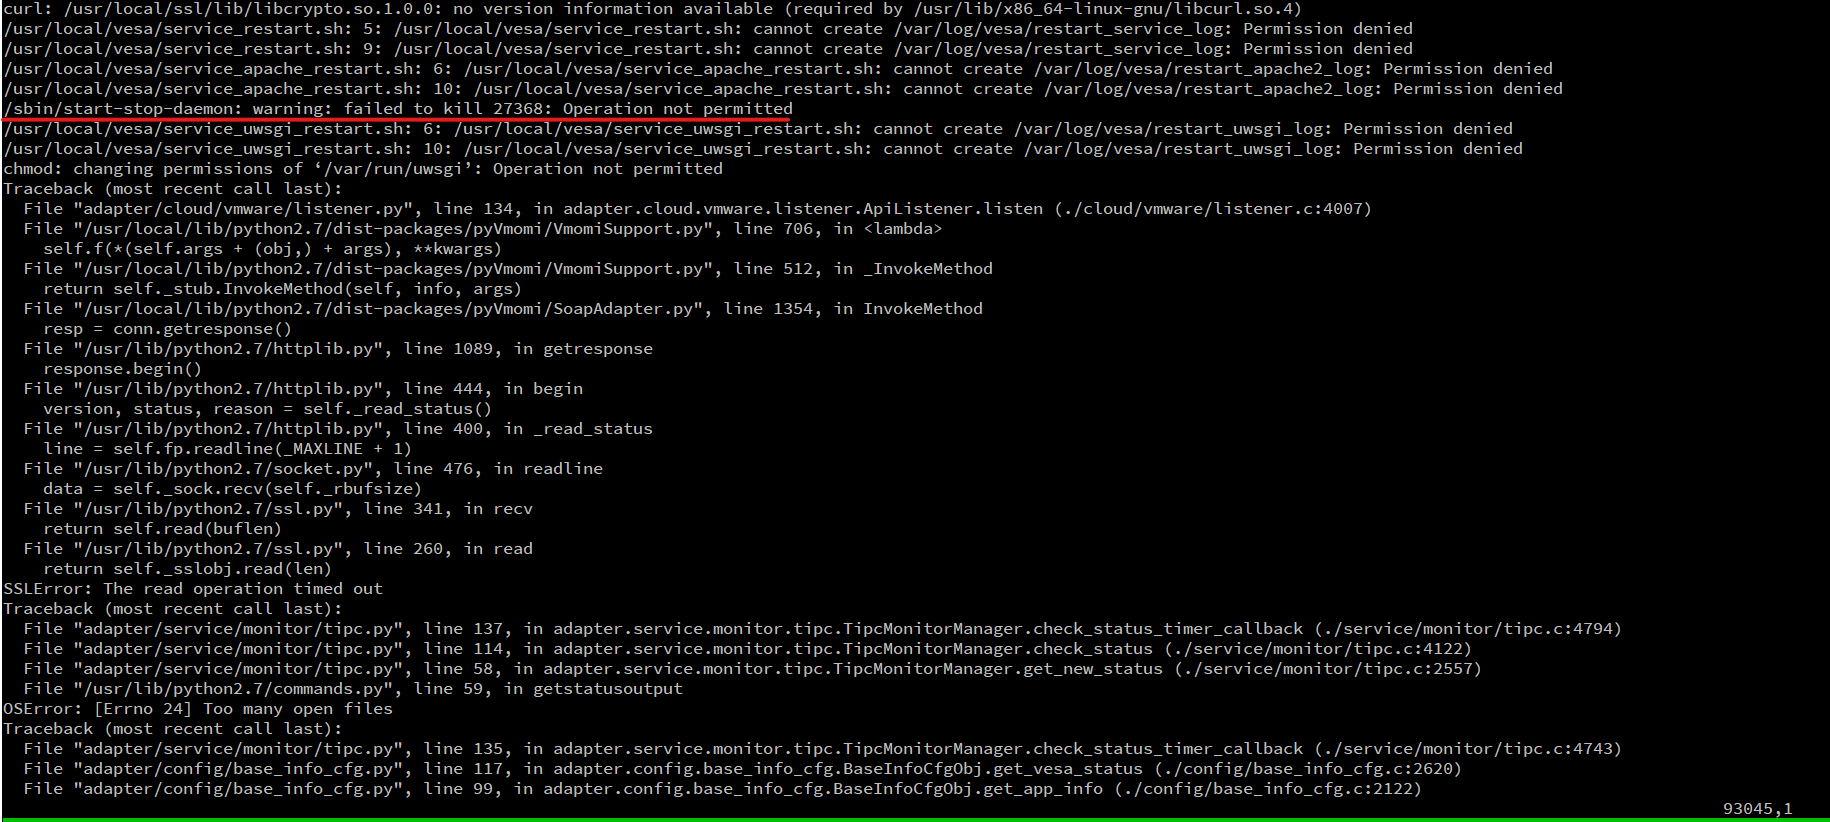 curl: /usr/local/ssl/lib/libcrypto.so.1.0.0: no version information available (required by /usr/lib/x86_64-linux-gnu/libcurl.so.4)
/usr/local/vesa/service_restart.sh: 5: /usr/local/vesa/service_restart.sh: cannot create /var/log/vesa/restart_service_log: Permission denied
/usr/local/vesa/service_restart.sh: 9: /usr/local/vesa/service_restart.sh: cannot create /var/log/vesa/restart_service_log: Permission denied
/usr/local/vesa/service_apache_restart.sh: 6: /usr/local/vesa/service_apache_restart.sh: cannot create /var/log/vesa/restart_apache2_log: Permission denied
/usr/local/vesa/service_apache_restart.sh: 10: /usr/local/vesa/service_apache_restart.sh: cannot create /var/log/vesa/restart_apache2_log: Permission denied
/sbin/start-stop-daemon: warning: failed to kill 27368: Operation not permitted
/usr/local/vesa/service_uwsgi_restart.sh: 6: /usr/local/vesa/service_uwsgi_restart.sh: cannot create /var/log/vesa/restart_uwsgi_log: Permission denied
/usr/local/vesa/service_uwsgi_restart.sh: 10: /usr/local/vesa/service_uwsgi_restart.sh: cannot create /var/log/vesa/restart_uwsgi_log: Permission denied
chmod: changing permissions of ‘/var/run/uwsgi’: Operation not permitted
Traceback (most recent call last):
  File "adapter/cloud/vmware/listener.py", line 134, in adapter.cloud.vmware.listener.ApiListener.listen (./cloud/vmware/listener.c:4007)
  File "/usr/local/lib/python2.7/dist-packages/pyVmomi/VmomiSupport.py", line 706, in <lambda>
    self.f(*(self.args + (obj,) + args), **kwargs)
  File "/usr/local/lib/python2.7/dist-packages/pyVmomi/VmomiSupport.py", line 512, in _InvokeMethod
    return self._stub.InvokeMethod(self, info, args)
  File "/usr/local/lib/python2.7/dist-packages/pyVmomi/SoapAdapter.py", line 1354, in InvokeMethod
    resp = conn.getresponse()
  File "/usr/lib/python2.7/httplib.py", line 1089, in getresponse
    response.begin()
  File "/usr/lib/python2.7/httplib.py", line 444, in begin
    version, status, reason = self._read_status()
  File "/usr/lib/python2.7/httplib.py", line 400, in _read_status
    line = self.fp.readline(_MAXLINE + 1)
  File "/usr/lib/python2.7/socket.py", line 476, in readline
    data = self._sock.recv(self._rbufsize)
  File "/usr/lib/python2.7/ssl.py", line 341, in recv
    return self.read(buflen)
  File "/usr/lib/python2.7/ssl.py", line 260, in read
    return self._sslobj.read(len)
SSLError: The read operation timed out
Traceback (most recent call last):
  File "adapter/service/monitor/tipc.py", line 137, in adapter.service.monitor.tipc.TipcMonitorManager.check_status_timer_callback (./service/monitor/tipc.c:4794)
  File "adapter/service/monitor/tipc.py", line 114, in adapter.service.monitor.tipc.TipcMonitorManager.check_status (./service/monitor/tipc.c:4122)
  File "adapter/service/monitor/tipc.py", line 58, in adapter.service.monitor.tipc.TipcMonitorManager.get_new_status (./service/monitor/tipc.c:2557)
  File "/usr/lib/python2.7/commands.py", line 59, in getstatusoutput
OSError: [Errno 24] Too many open files
Traceback (most recent call last):
  File "adapter/service/monitor/tipc.py", line 135, in adapter.service.monitor.tipc.TipcMonitorManager.check_status_timer_callback (./service/monitor/tipc.c:4743)
  File "adapter/config/base_info_cfg.py", line 117, in adapter.config.base_info_cfg.BaseInfoCfgObj.get_vesa_status (./config/base_info_cfg.c:2620)
  File "adapter/config/base_info_cfg.py", line 99, in adapter.config.base_info_cfg.BaseInfoCfgObj.get_app_info (./config/base_info_cfg.c:2122)
93045,1